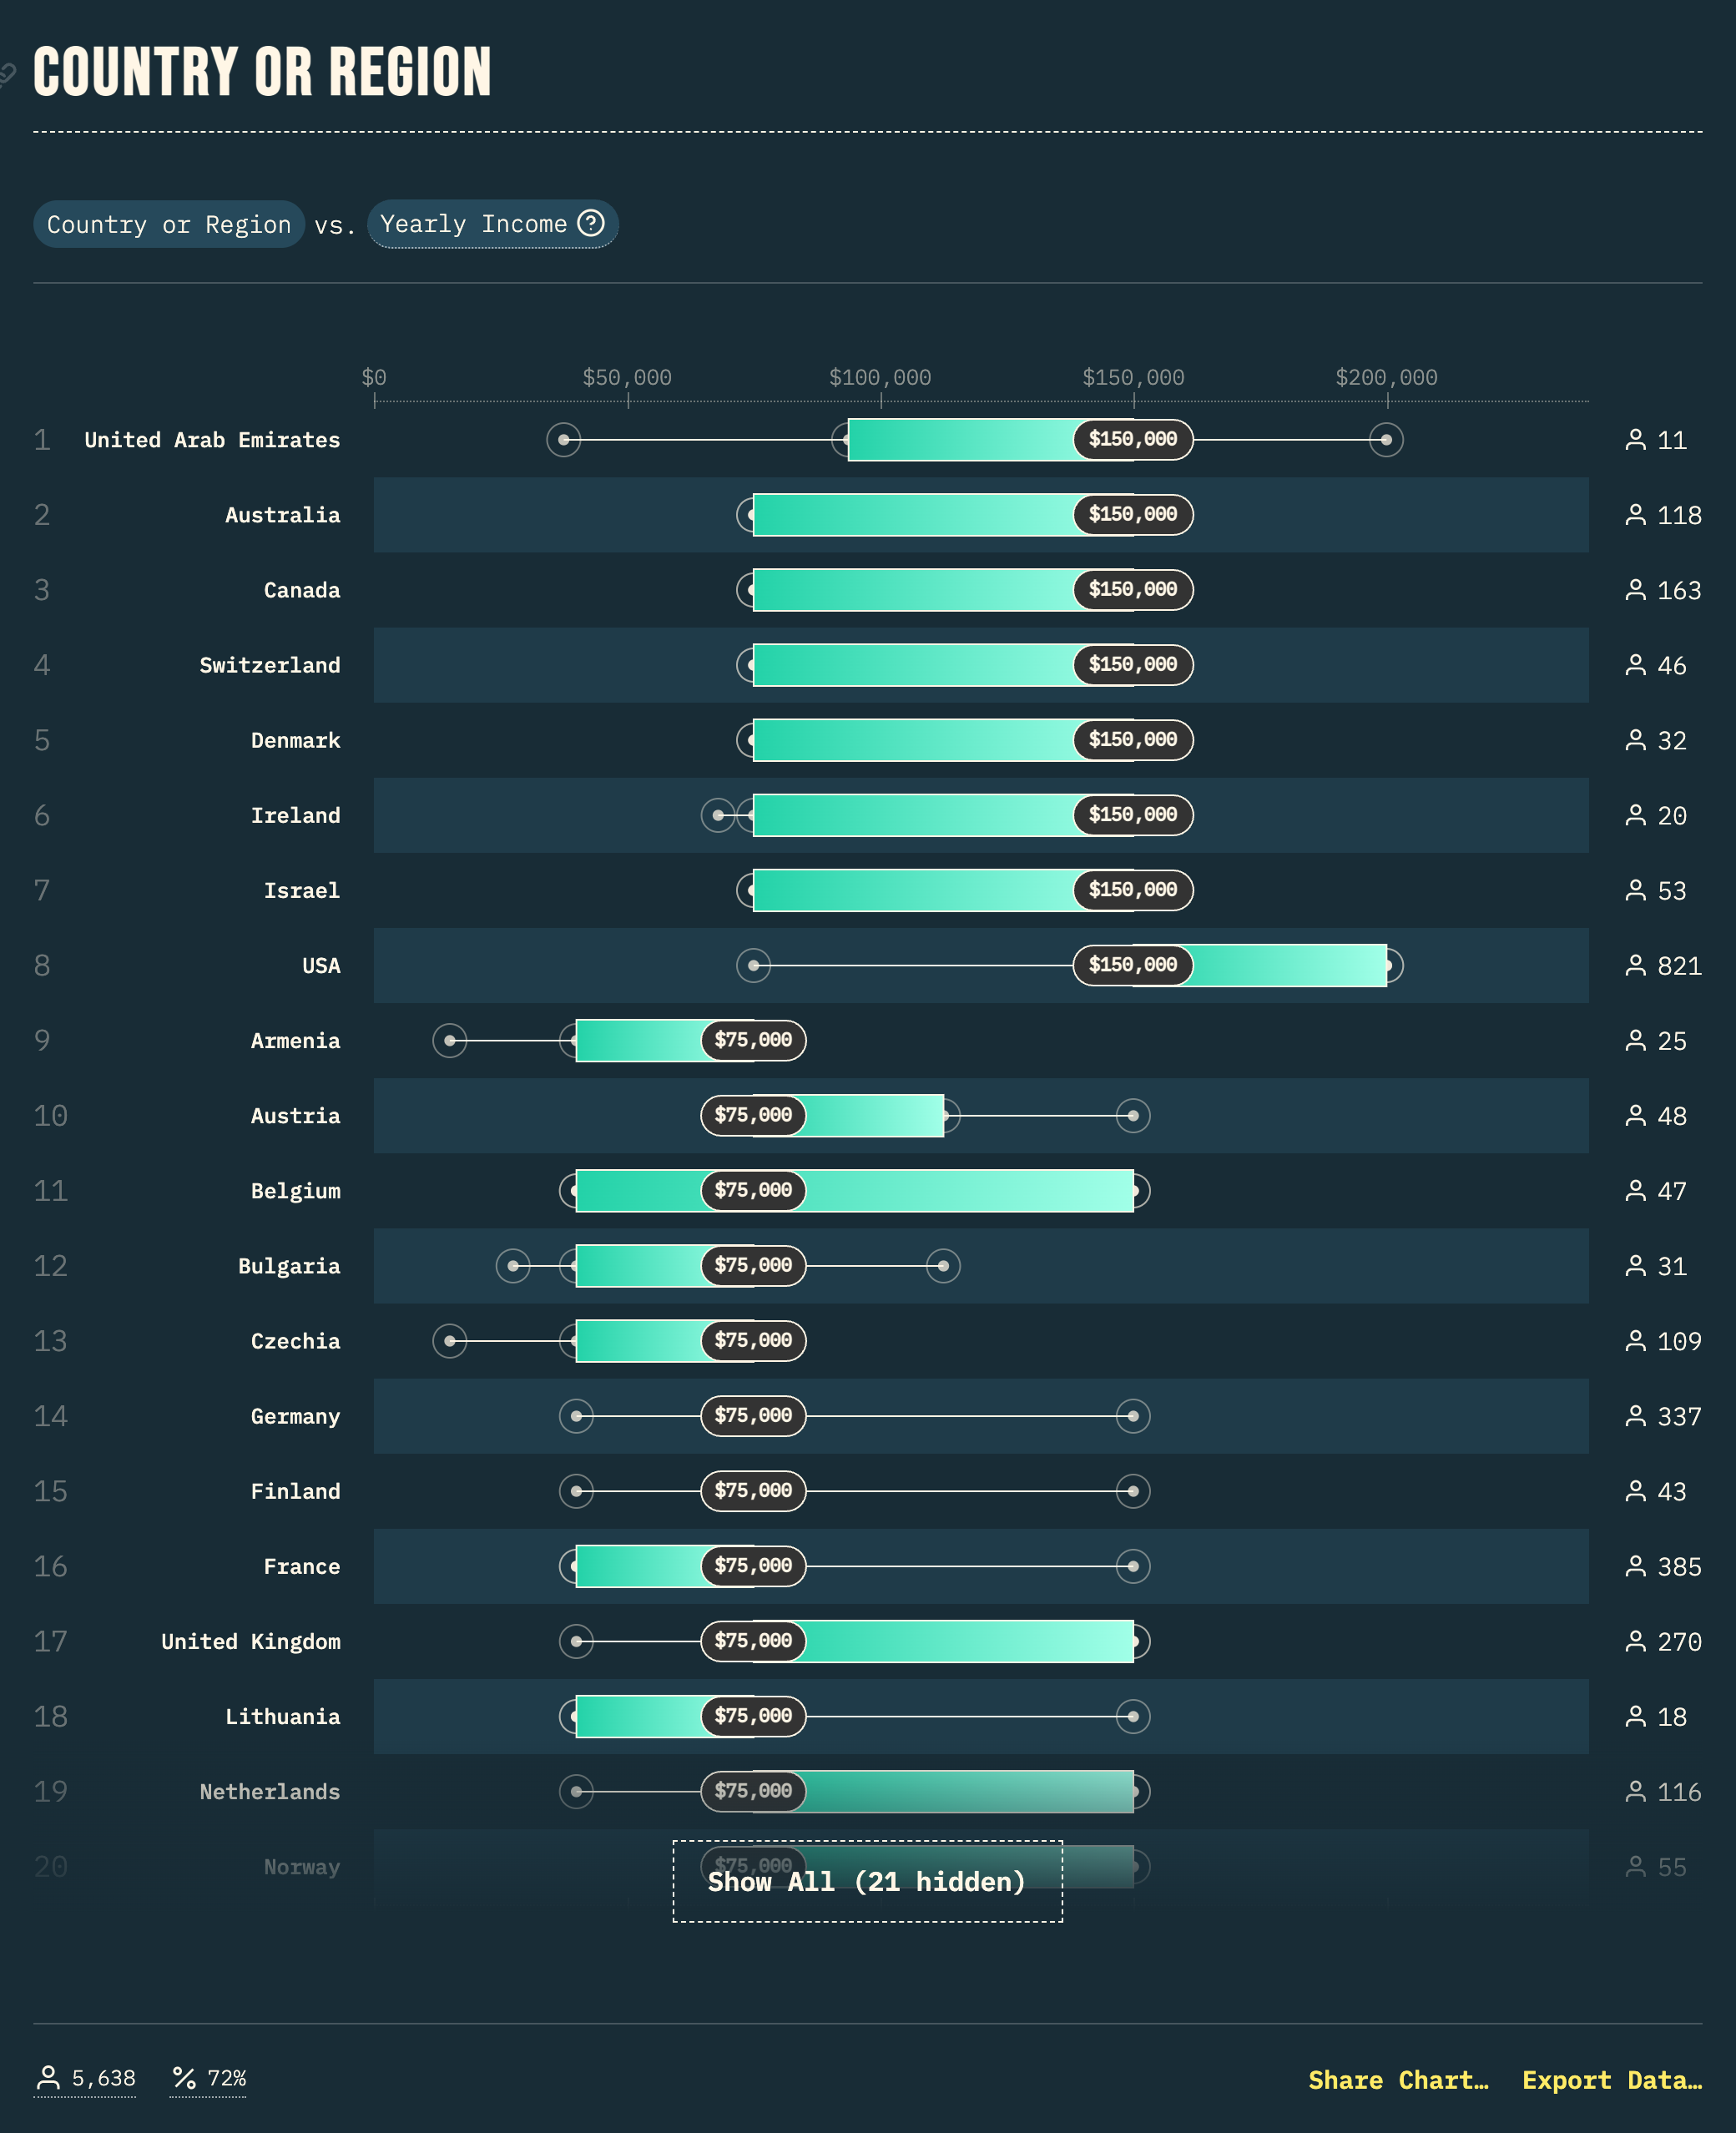 COUNTRY OR REGION
Country or Region vs. Yearly Income ?
$0 $50,000 $100,000 $150,000 $200,000
1 United Arab Emirates $150,000 11
2 Australia $150,000 118
3 Canada $150,000 163
4 Switzerland $150,000 46
5 Denmark $150,000 32
6 Ireland $150,000 20
7 Israel $150,000 53
8 USA $150,000 821
9 Armenia $75,000 25
10 Austria $75,000 48
11 Belgium $75,000 47
12 Bulgaria $75,000 31
13 Czechia $75,000 109
14 Germany $75,000 337
15 Finland $75,000 43
16 France $75,000 385
17 United Kingdom $75,000 270
18 Lithuania $75,000 18
19 Netherlands $75,000 116
20 Norway $75,000 55
Show All (21 hidden)
5,638 % 72% Share Chart… Export Data…